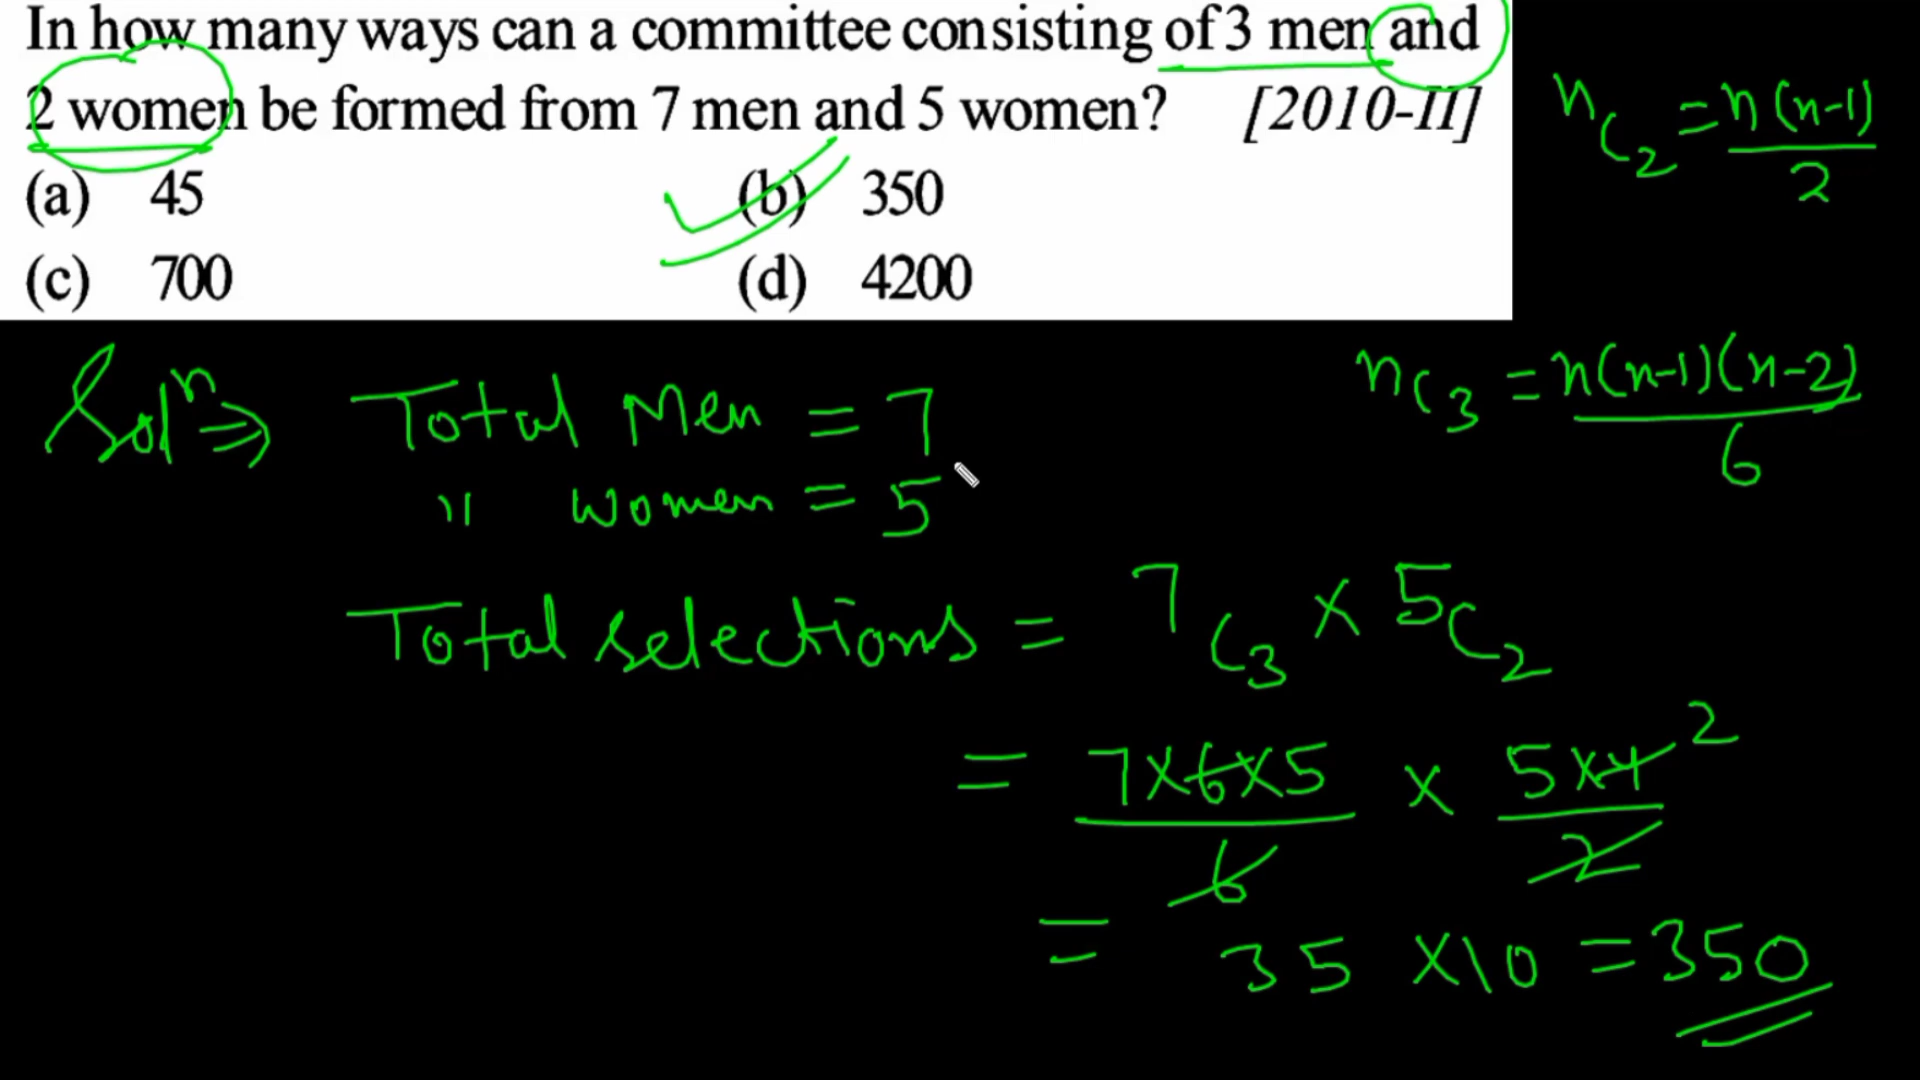 In how many ways can a committee consisting of 3 men and
2 women be formed from 7 men and 5 women? [2010-II]
(a) 45 (b) 350
(c) 700 (d) 4200
nC2 = n(n-1)
2
nC3 = n(n-1)(n-2)
6
Solⁿ ⇒ Total Men = 7
" women = 5
Total selections = 7C3 × 5C2
= 7×6×5 × 5×4 2
6 2
= 35 ×10 = 350